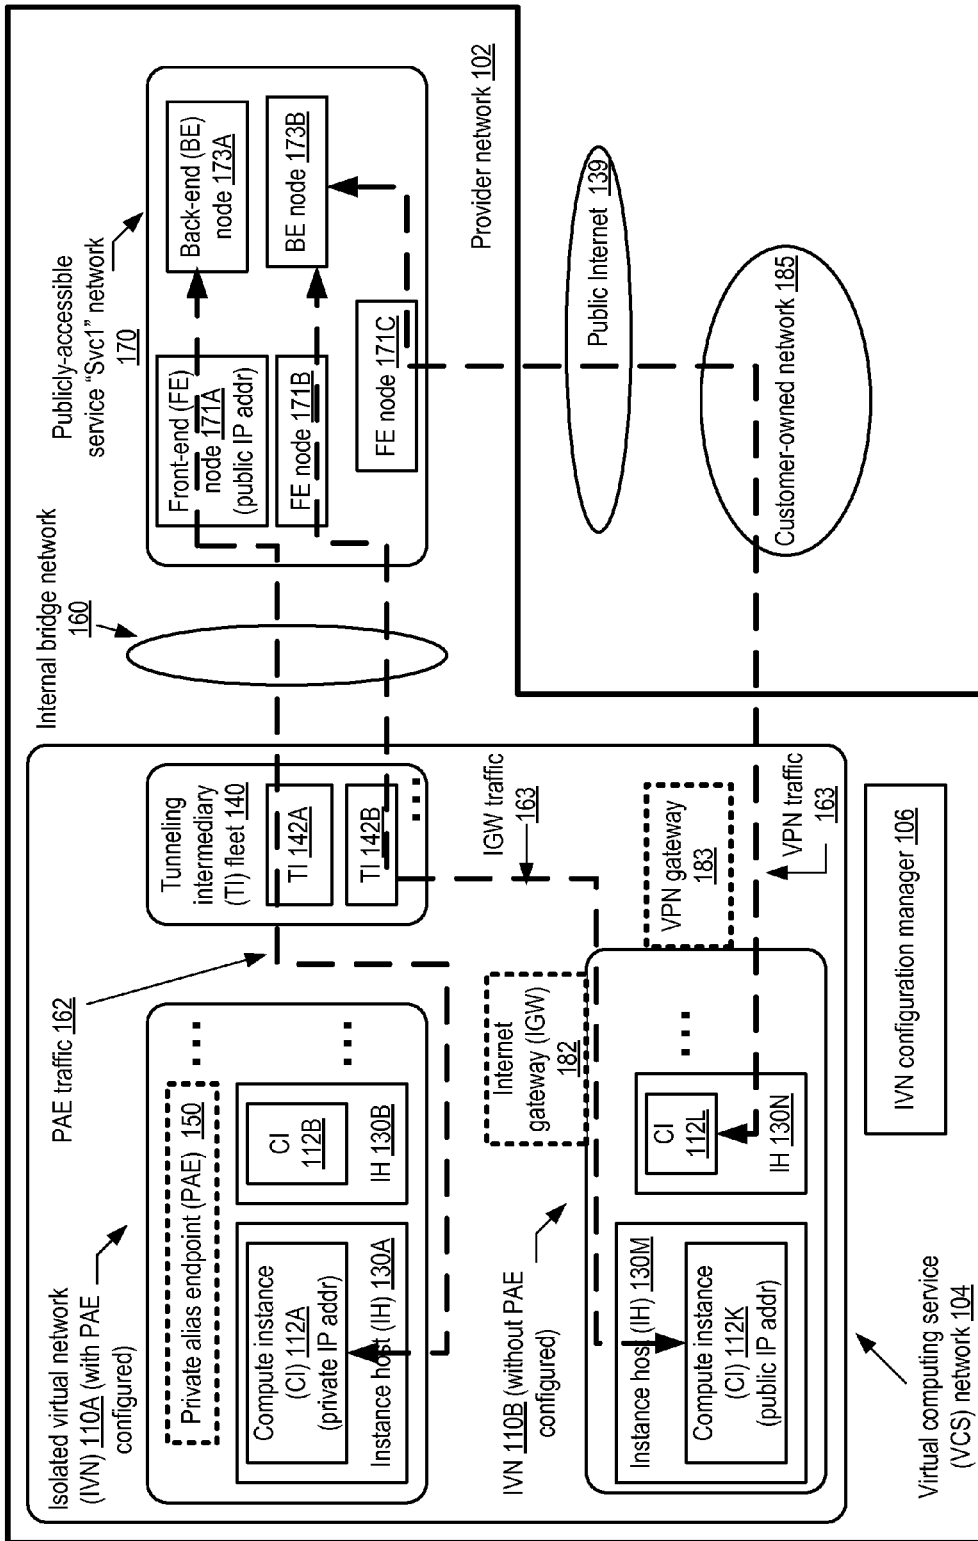 Provider network 102
Publicly-accessible
service “Svc1” network
170
Back-end (BE)
node 173A
BE node 173B
Front-end (FE)
node 171A
(public IP addr)
FE node 171B
FE node 171C
Public Internet 139
Customer-owned network 185
Internal bridge network
160
Tunneling
intermediary
(TI) fleet 140
TI 142A
TI 142B
...
PAE traffic 162
IGW traffic
163
VPN gateway
183
VPN traffic
163
Isolated virtual network
(IVN) 110A (with PAE
configured)
Private alias endpoint (PAE) 150
...
Compute instance
(CI) 112A
(private IP addr)
Instance host (IH) 130A
CI
112B
IH 130B
...
Internet
gateway (IGW)
182
IVN 110B (without PAE
configured)
Instance host (IH) 130M
Compute instance
(CI) 112K
(public IP addr)
CI
112L
IH 130N
...
IVN configuration manager 106
Virtual computing service
(VCS) network 104